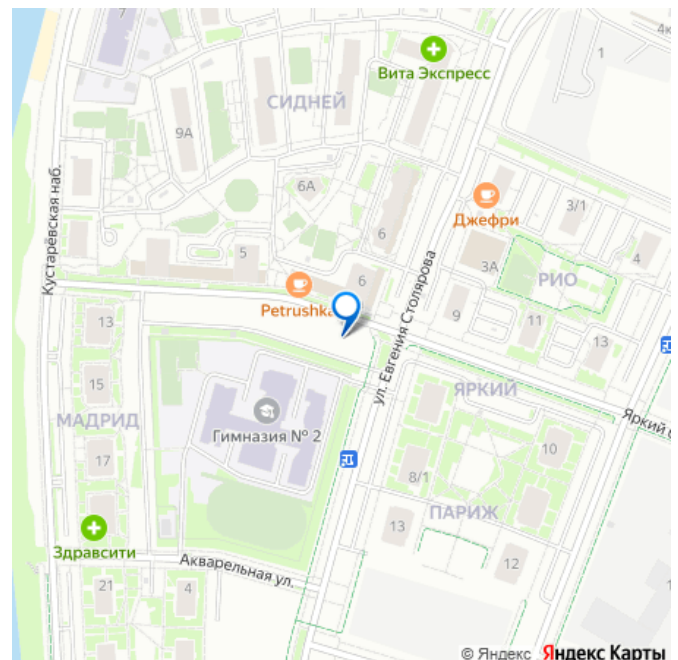 7
4к
1
Вита Экспресс
СИДНЕЙ
9А
Кустарёвская наб.
6А
Джефри
3/1
6
5
ул. Евгения Столярова
3А
4
РИО
6
Petrushka
13
9
11
13
15
ЯРКИЙ
Яркий
МАДРИД
Гимназия № 2
17
10
8/1
ПАРИЖ
13
Здравсити
Акварельная ул.
12
21
4
1
© Яндекс Яндекс Карты